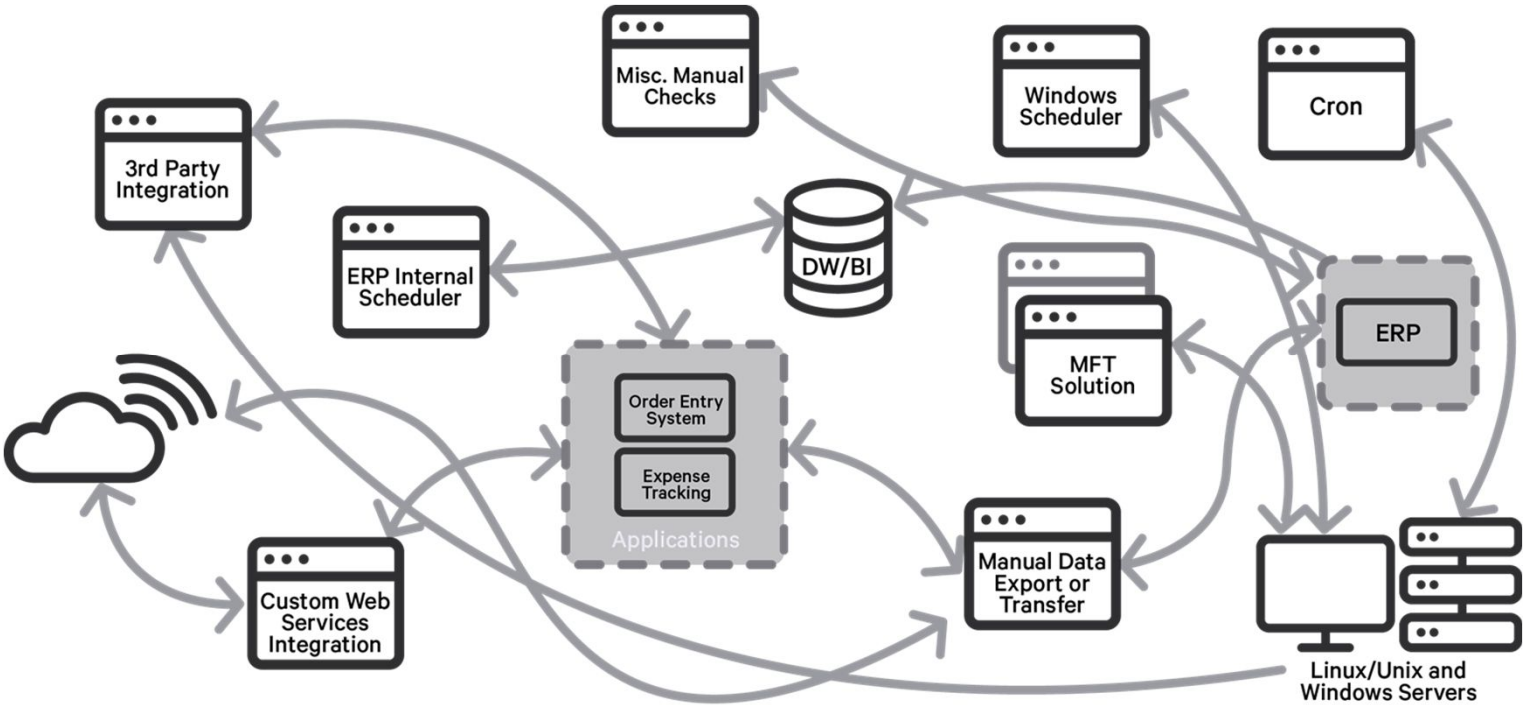 Misc. Manual
Checks
Windows
Scheduler
Cron
3rd Party
Integration
ERP Internal
Scheduler
DW/BI
MFT
Solution
ERP
Order Entry
System
Expense
Tracking
Applications
Manual Data
Export or
Transfer
Custom Web
Services
Integration
Linux/Unix and
Windows Servers